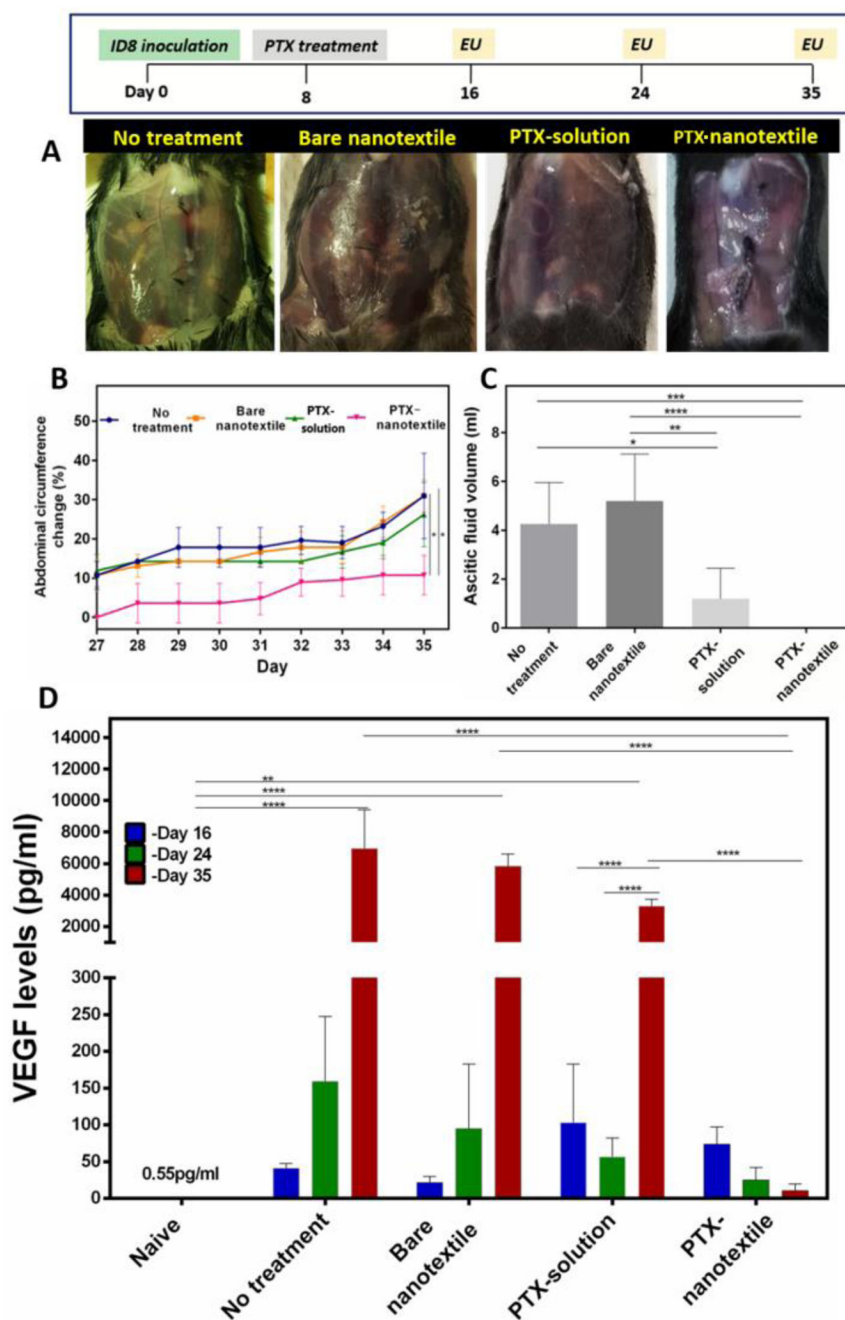 ID8 inoculation PTX treatment EU EU EU
Day 0 8 16 24 35
A
No treatment Bare nanotextile PTX-solution PTX-nanotextile
B
No treatment
Bare nanotextile
PTX-solution
PTX-nanotextile
Abdominal circumference change (%)
50
40
30
20
10
0
27 28 29 30 31 32 33 34 35
Day
* *
C
Ascitic fluid volume (ml)
8
6
4
2
0
***
****
**
*
No treatment
Bare nanotextile
PTX-solution
PTX-nanotextile
D
VEGF levels (pg/ml)
14000
12000
10000
8000
6000
4000
2000
300
250
200
150
100
50
0
-Day 16
-Day 24
-Day 35
****
****
**
****
****
****
****
****
0.55pg/ml
Naive
No treatment
Bare nanotextile
PTX-solution
PTX-nanotextile